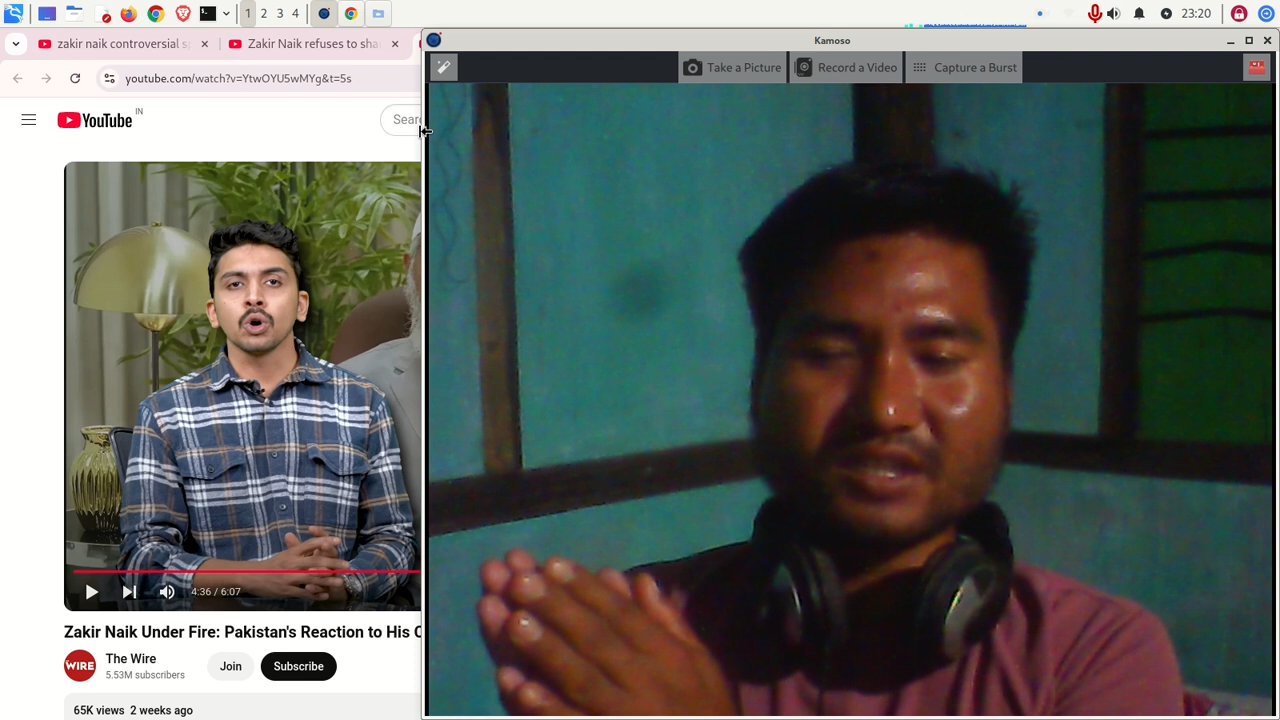 1 2 3 4
23:20
zakir naik controversial s
Zakir Naik refuses to sha
Kamoso
youtube.com/watch?v=YtwOYU5wMYg&t=5s
Take a Picture
Record a Video
Capture a Burst
YouTube IN
Sear
4:36 / 6:07
Zakir Naik Under Fire: Pakistan's Reaction to His C
WIRE
The Wire
5.53M subscribers
Join
Subscribe
65K views 2 weeks ago